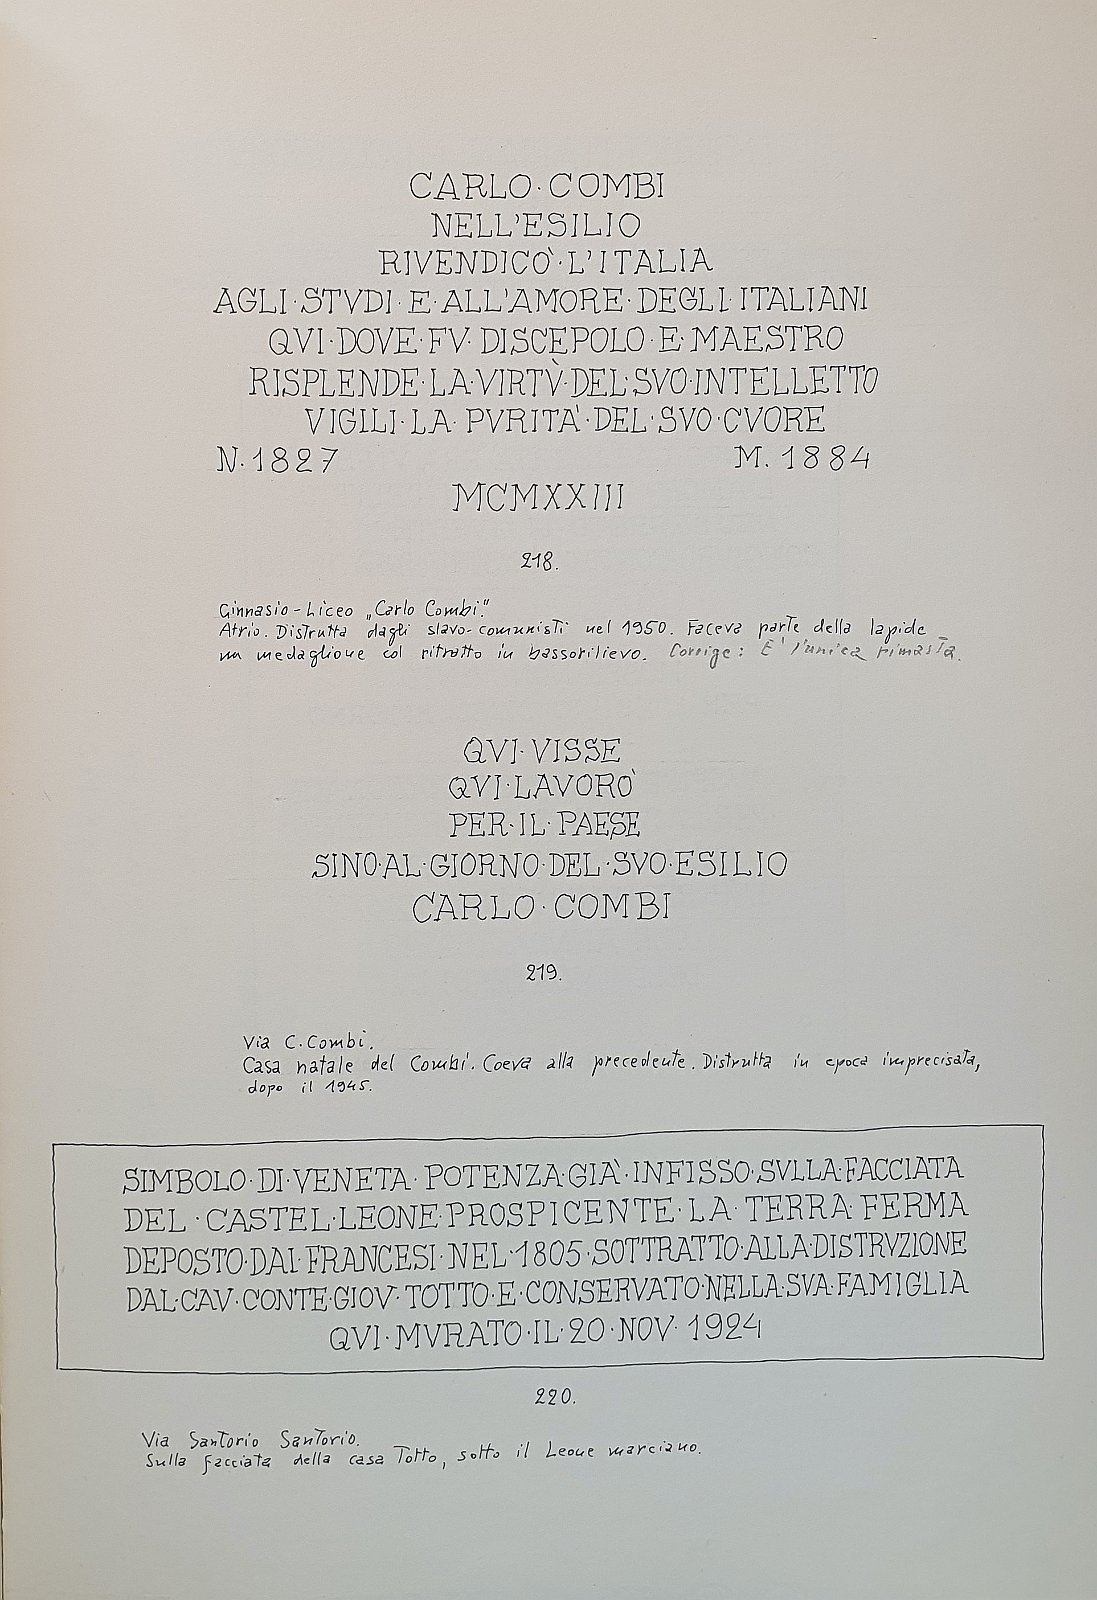 CARLO·COMBI
NELL'ESILIO
RIVENDICÒ·L'ITALIA
AGLI·STVDI·E·ALL'AMORE·DEGLI·ITALIANI
QVI·DOVE·FV·DISCEPOLO·E·MAESTRO
RISPLENDE·LA·VIRTÙ·DEL·SVO·INTELLETTO
VIGILI·LA·PVRITA'·DEL·SVO·CVORE
N.1827 M.1884
MCMXXIII
218.
Ginnasio-Liceo „Carlo Combi."
Atrio. Distrutta dagli slavo-comunisti nel 1950. Faceva parte della lapide
un medaglione col ritratto in bassorilievo. Corrige: E' l'unica rimasta.
QVI·VISSE
QVI·LAVORÒ
PER·IL·PAESE
SINO·AL·GIORNO·DEL·SVO·ESILIO
CARLO·COMBI
219.
Via C.Combi.
Casa natale del Combi. Coeva alla precedente. Distrutta in epoca imprecisata,
dopo il 1945.
SIMBOLO·DI·VENETA·POTENZA·GIÀ·INFISSO·SVLLA·FACCIATA
DEL·CASTEL·LEONE·PROSPICENTE·LA·TERRA·FERMA
DEPOSTO·DAI·FRANCESI·NEL·1805·SOTTRATTO·ALLA·DISTRVZIONE
DAL·CAV·CONTE·GIOV·TOTTO·E·CONSERVATO·NELLA·SVA·FAMIGLIA
QVI·MVRATO·IL·20·NOV·1924
220.
Via Santorio Santorio.
Sulla facciata della casa Totto, sotto il Leone marciano.